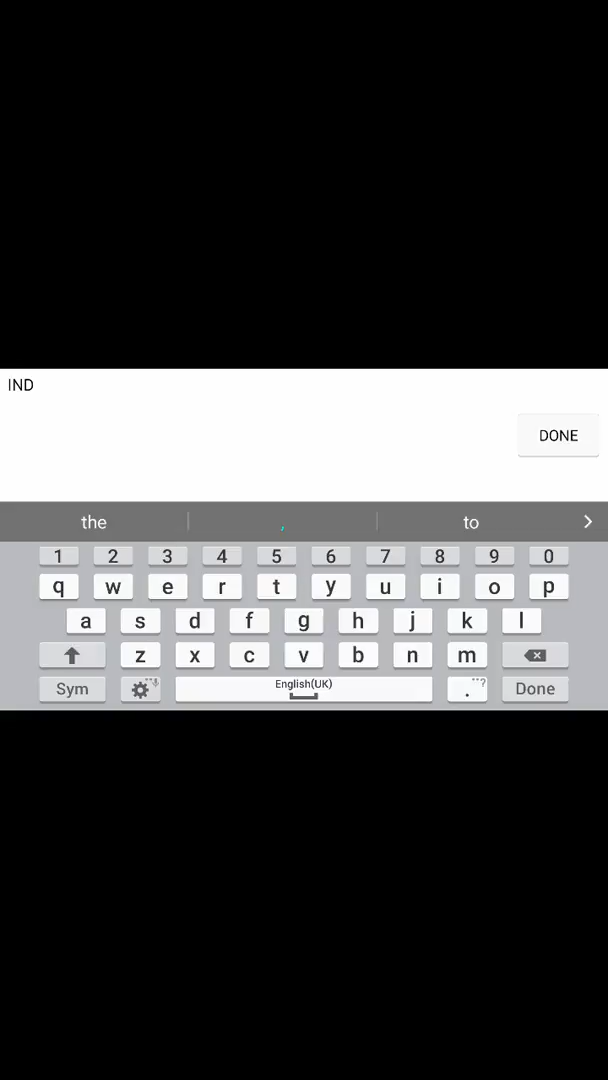 IND
DONE
the , to
1 2 3 4 5 6 7 8 9 0
q w e r t y u i o p
a s d f g h j k l
z x c v b n m
Sym English(UK) . ...? Done